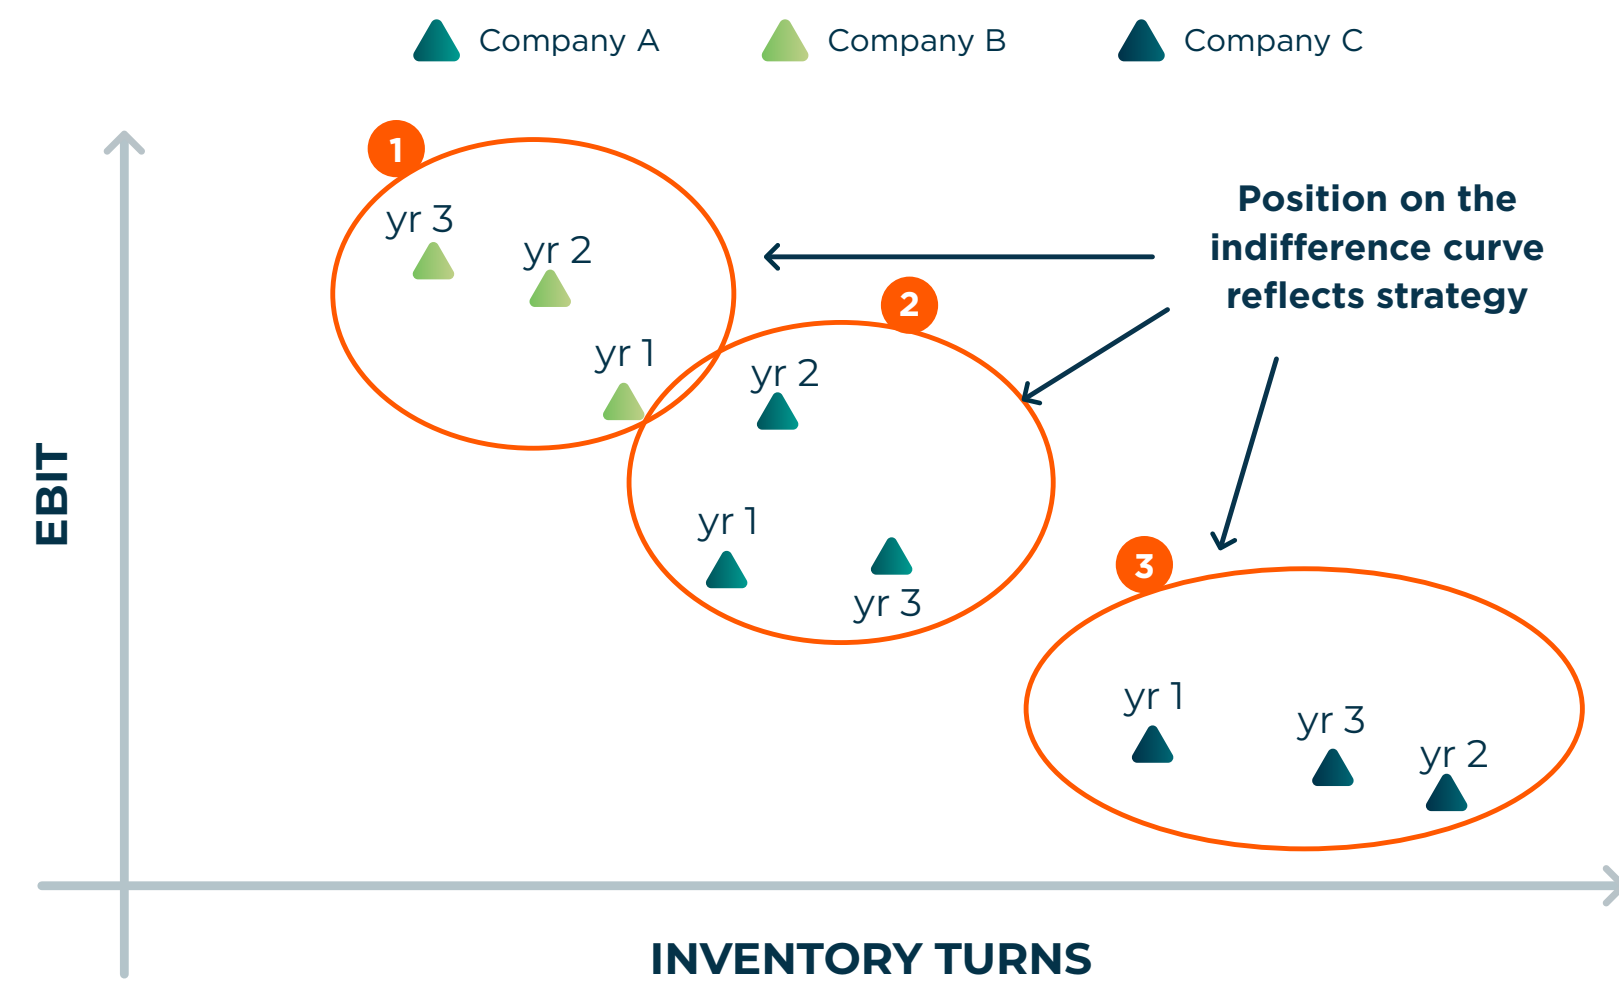 Company A
Company B
Company C
1
yr 3
yr 2
yr 1
2
yr 2
yr 1
yr 3
Position on the
indifference curve
reflects strategy
3
yr 1
yr 3
yr 2
EBIT
INVENTORY TURNS